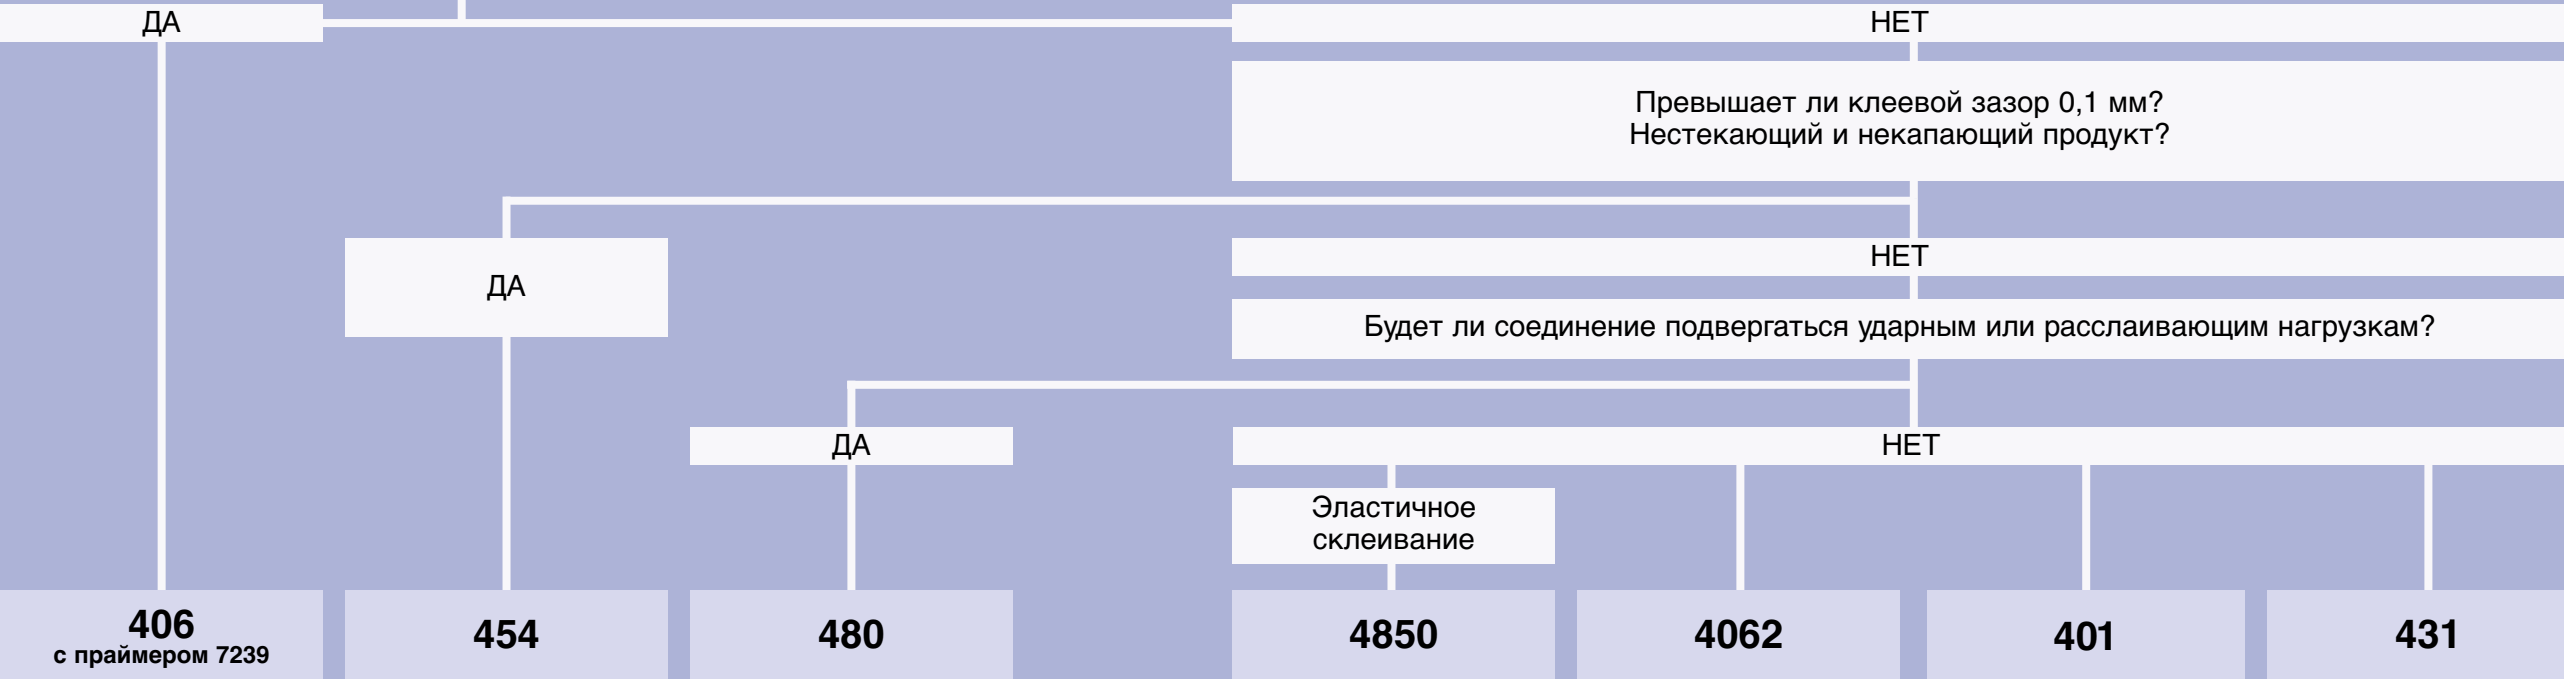 ДА
НЕТ
Превышает ли клеевой зазор 0,1 мм?
Нестекающий и некапающий продукт?
ДА
НЕТ
Будет ли соединение подвергаться ударным или расслаивающим нагрузкам?
ДА
НЕТ
Эластичное
склеивание
406
с праймером 7239
454
480
4850
4062
401
431